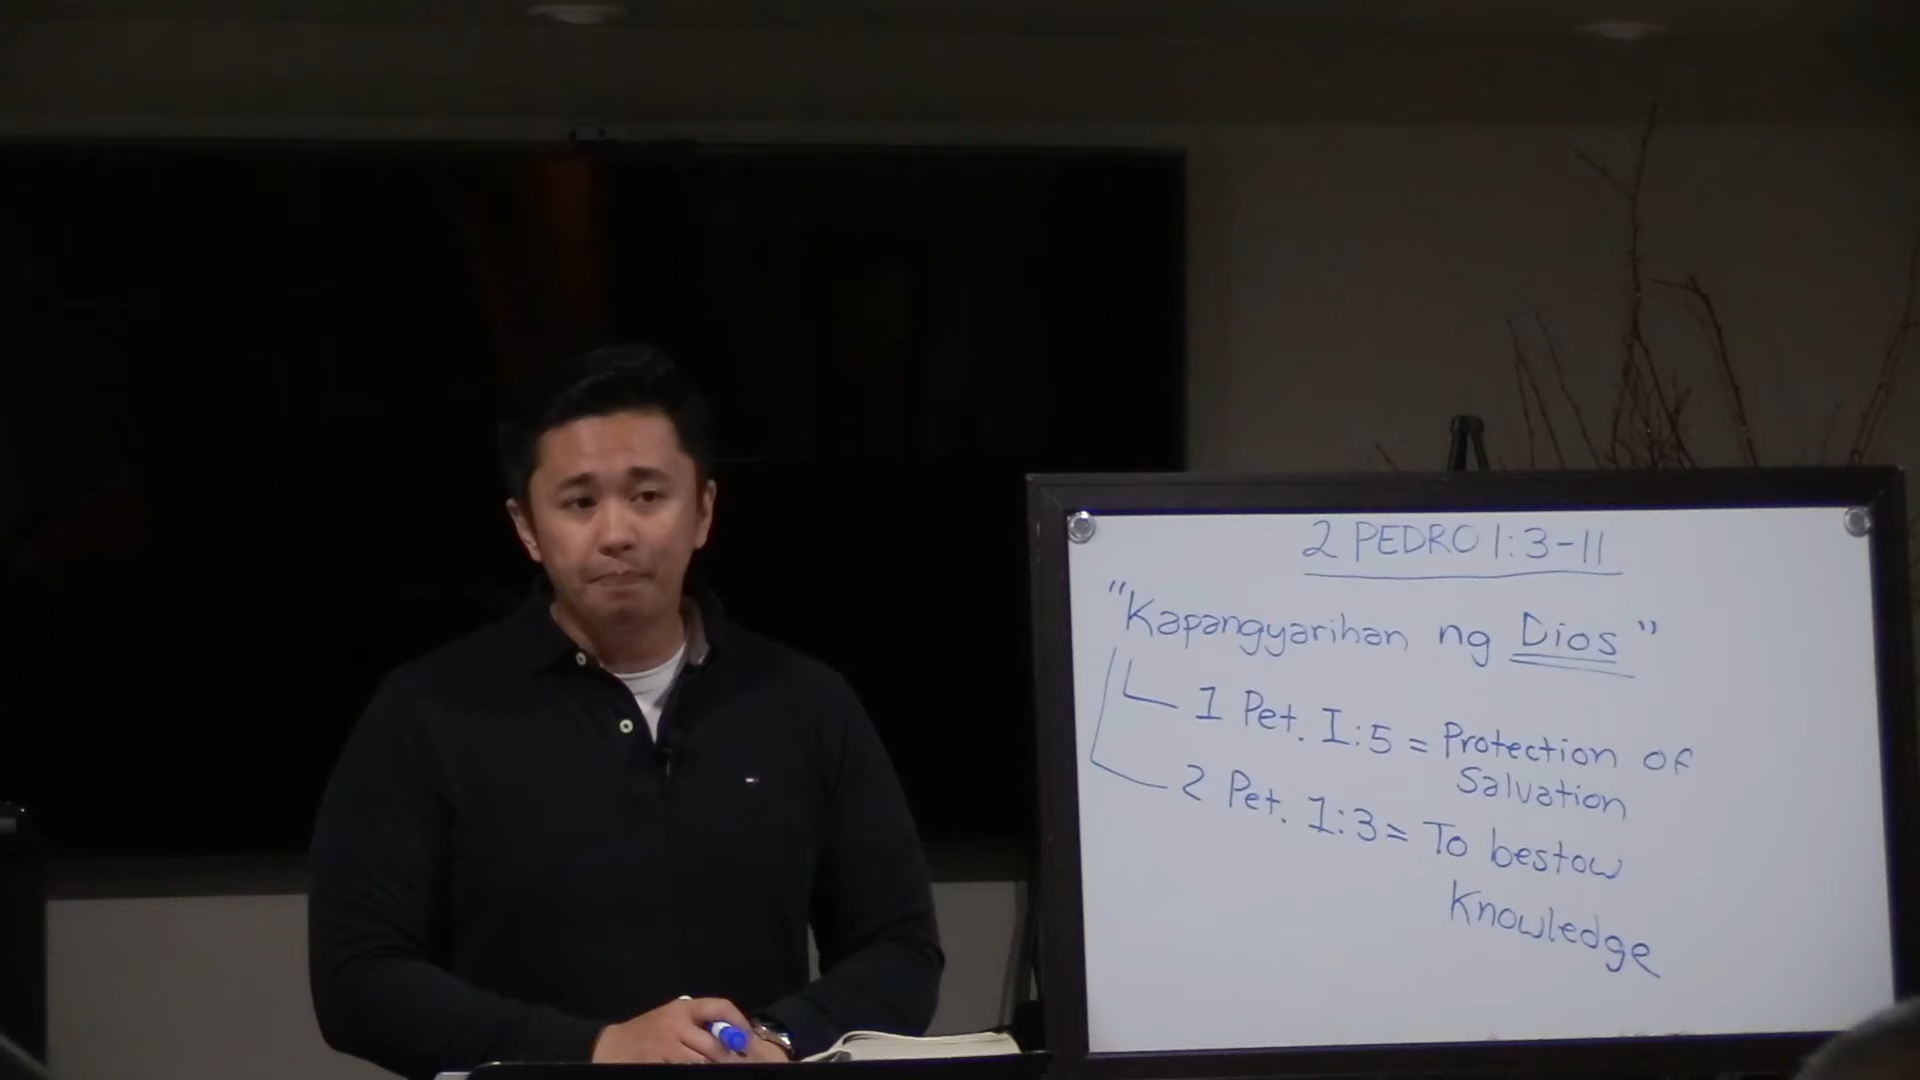 2 PEDRO 1:3-11
"Kapangyarihan ng Dios"
1 Pet. I:5 = Protection of
Salvation
2 Pet. 1:3 = To bestow
Knowledge